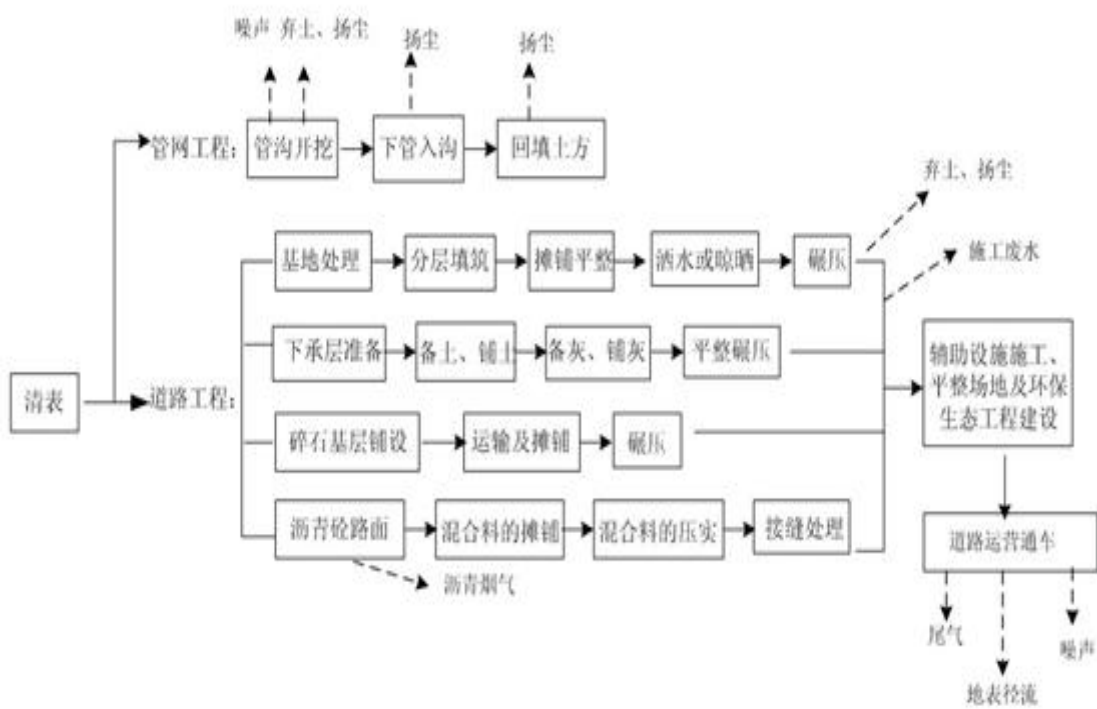 噪声 弃土、扬尘
扬尘
扬尘
管网工程：
管沟开挖
下管入沟
回填土方
弃土、扬尘
施工废水
基地处理
分层填筑
摊铺平整
洒水或晾晒
碾压
下承层准备
备土、铺土
备灰、铺灰
平整碾压
辅助设施施工、
平整场地及环保
生态工程建设
清表
道路工程：
碎石基层铺设
运输及摊铺
碾压
沥青砼路面
混合料的摊铺
混合料的压实
接缝处理
道路运营通车
沥青烟气
尾气
噪声
地表径流